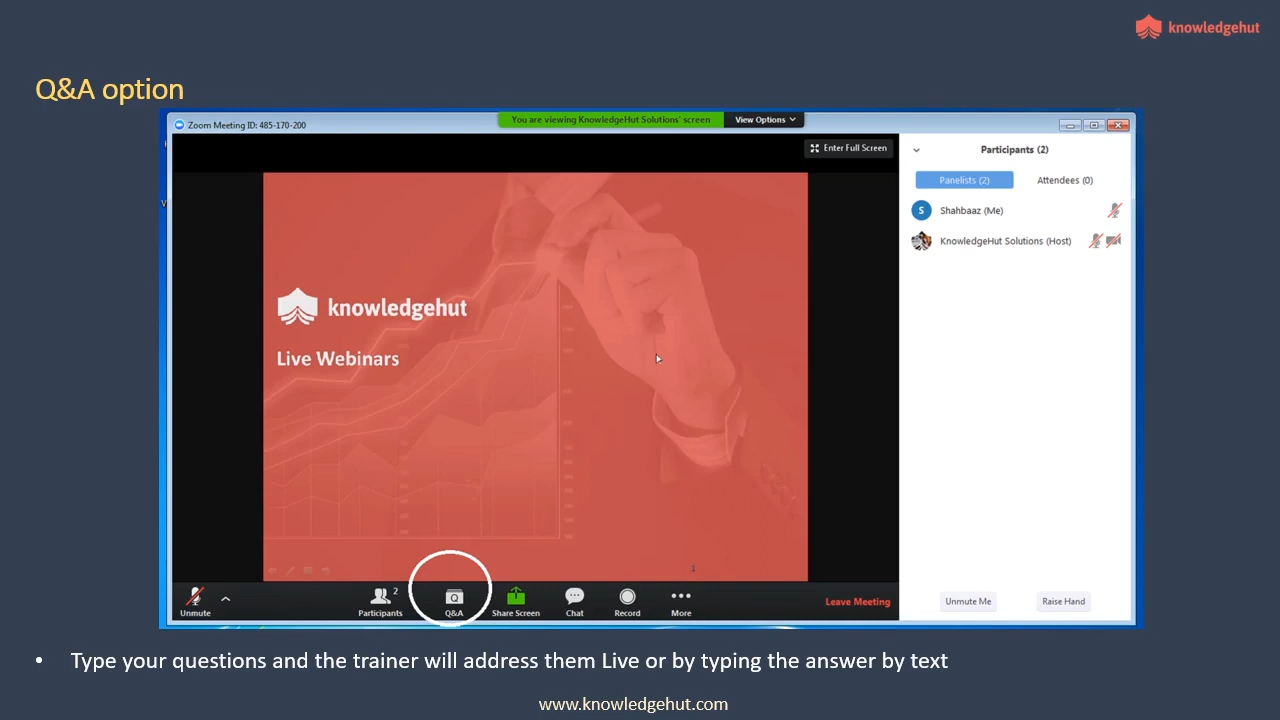 knowledgehut
Q&A option
Zoom Meeting ID: 485-170-200
You are viewing KnowledgeHut Solutions' screen
View Options
Enter Full Screen
Participants (2)
Panelists (2)
Attendees (0)
S
Shahbaaz (Me)
KnowledgeHut Solutions (Host)
knowledgehut
Live Webinars
1
Unmute
Participants
2
Q
Q&A
Share Screen
Chat
Record
More
Leave Meeting
Unmute Me
Raise Hand
• Type your questions and the trainer will address them Live or by typing the answer by text
www.knowledgehut.com